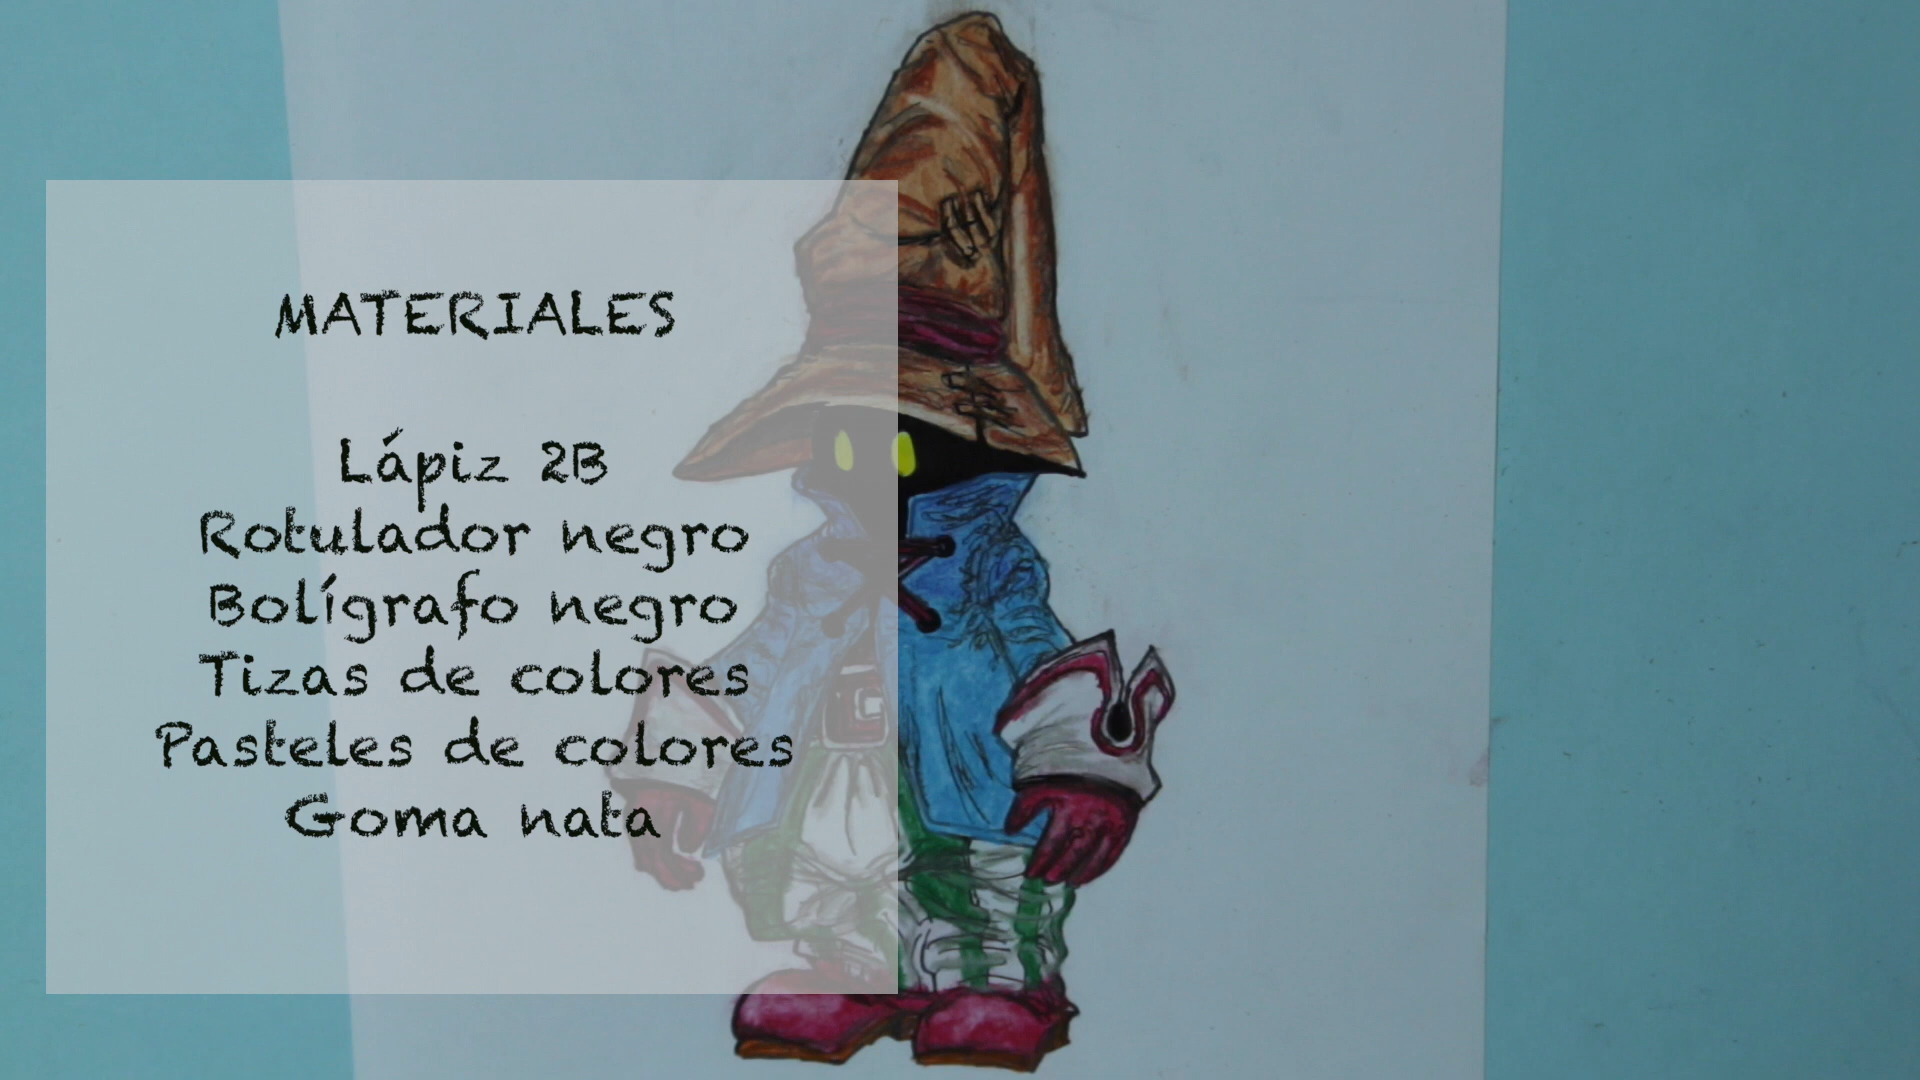 MATERIALES
Lápiz 2B
Rotulador negro
Bolígrafo negro
Tizas de colores
Pasteles de colores
Goma nata